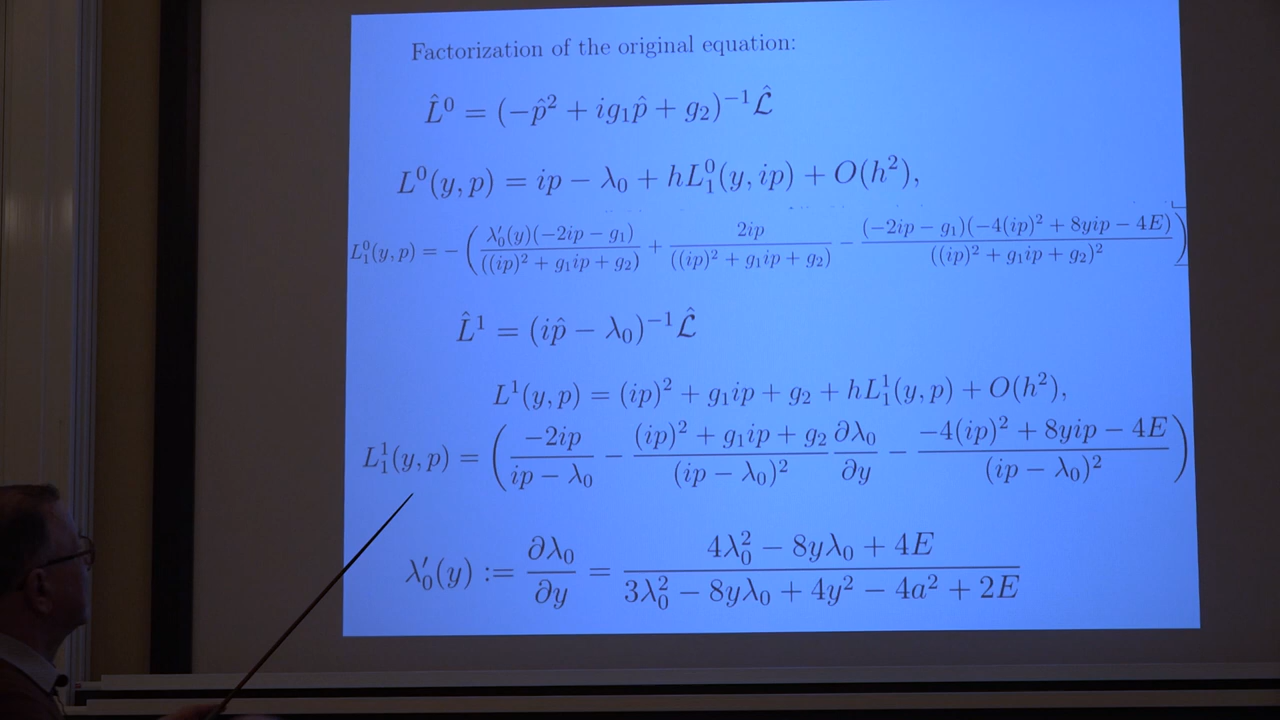 Factorization of the original equation:
L̂⁰ = (−p̂² + ig₁p̂ + g₂)⁻¹ℒ̂
L⁰(y, p) = ip − λ₀ + hL₁⁰(y, ip) + O(h²),
L₁⁰(y, p) = −( λ₀′(y)(−2ip − g₁) / ((ip)² + g₁ip + g₂) + 2ip / ((ip)² + g₁ip + g₂) − (−2ip − g₁)(−4(ip)² + 8yip − 4E) / ((ip)² + g₁ip + g₂)² )
L̂¹ = (ip̂ − λ₀)⁻¹ℒ̂
L¹(y, p) = (ip)² + g₁ip + g₂ + hL₁¹(y, p) + O(h²),
L₁¹(y, p) = ( −2ip / (ip − λ₀) − ((ip)² + g₁ip + g₂) / (ip − λ₀)² ∂λ₀/∂y − (−4(ip)² + 8yip − 4E) / (ip − λ₀)² )
λ₀′(y) := ∂λ₀/∂y = (4λ₀² − 8yλ₀ + 4E) / (3λ₀² − 8yλ₀ + 4y² − 4a² + 2E)